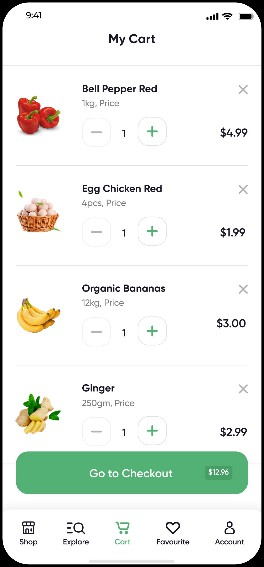 9:41
My Cart
Bell Pepper Red
1kg, Price
1
$4.99
Egg Chicken Red
4pcs, Price
1
$1.99
Organic Bananas
12kg, Price
1
$3.00
Ginger
250gm, Price
1
$2.99
Go to Checkout $12.96
Shop Explore Cart Favourite Account